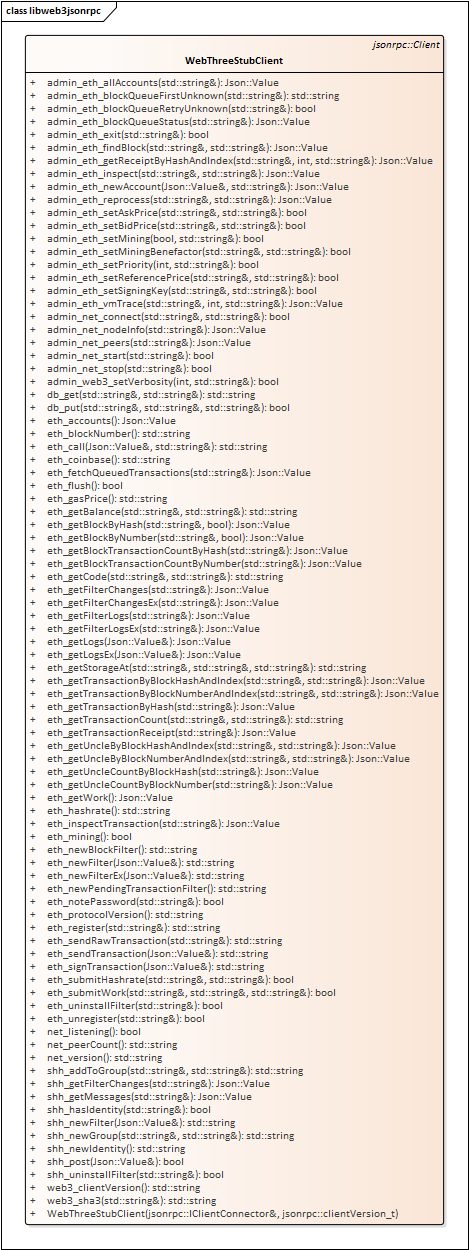 class libweb3jsonrpc
jsonrpc::Client
WebThreeStubClient
+ admin_eth_allAccounts(std::string&): Json::Value
+ admin_eth_blockQueueFirstUnknown(std::string&): std::string
+ admin_eth_blockQueueRetryUnknown(std::string&): bool
+ admin_eth_blockQueueStatus(std::string&): Json::Value
+ admin_eth_exit(std::string&): bool
+ admin_eth_findBlock(std::string&, std::string&): Json::Value
+ admin_eth_getReceiptByHashAndIndex(std::string&, int, std::string&): Json::Value
+ admin_eth_inspect(std::string&, std::string&): Json::Value
+ admin_eth_newAccount(Json::Value&, std::string&): Json::Value
+ admin_eth_reprocess(std::string&, std::string&): Json::Value
+ admin_eth_setAskPrice(std::string&, std::string&): bool
+ admin_eth_setBidPrice(std::string&, std::string&): bool
+ admin_eth_setMining(bool, std::string&): bool
+ admin_eth_setMiningBenefactor(std::string&, std::string&): bool
+ admin_eth_setPriority(int, std::string&): bool
+ admin_eth_setReferencePrice(std::string&, std::string&): bool
+ admin_eth_setSigningKey(std::string&, std::string&): bool
+ admin_eth_vmTrace(std::string&, int, std::string&): Json::Value
+ admin_net_connect(std::string&, std::string&): bool
+ admin_net_nodeInfo(std::string&): Json::Value
+ admin_net_peers(std::string&): Json::Value
+ admin_net_start(std::string&): bool
+ admin_net_stop(std::string&): bool
+ admin_web3_setVerbosity(int, std::string&): bool
+ db_get(std::string&, std::string&): std::string
+ db_put(std::string&, std::string&, std::string&): bool
+ eth_accounts(): Json::Value
+ eth_blockNumber(): std::string
+ eth_call(Json::Value&, std::string&): std::string
+ eth_coinbase(): std::string
+ eth_fetchQueuedTransactions(std::string&): Json::Value
+ eth_flush(): bool
+ eth_gasPrice(): std::string
+ eth_getBalance(std::string&, std::string&): std::string
+ eth_getBlockByHash(std::string&, bool): Json::Value
+ eth_getBlockByNumber(std::string&, bool): Json::Value
+ eth_getBlockTransactionCountByHash(std::string&): Json::Value
+ eth_getBlockTransactionCountByNumber(std::string&): Json::Value
+ eth_getCode(std::string&, std::string&): std::string
+ eth_getFilterChanges(std::string&): Json::Value
+ eth_getFilterChangesEx(std::string&): Json::Value
+ eth_getFilterLogs(std::string&): Json::Value
+ eth_getFilterLogsEx(std::string&): Json::Value
+ eth_getLogs(Json::Value&): Json::Value
+ eth_getLogsEx(Json::Value&): Json::Value
+ eth_getStorageAt(std::string&, std::string&, std::string&): std::string
+ eth_getTransactionByBlockHashAndIndex(std::string&, std::string&): Json::Value
+ eth_getTransactionByBlockNumberAndIndex(std::string&, std::string&): Json::Value
+ eth_getTransactionByHash(std::string&): Json::Value
+ eth_getTransactionCount(std::string&, std::string&): std::string
+ eth_getTransactionReceipt(std::string&): Json::Value
+ eth_getUncleByBlockHashAndIndex(std::string&, std::string&): Json::Value
+ eth_getUncleByBlockNumberAndIndex(std::string&, std::string&): Json::Value
+ eth_getUncleCountByBlockHash(std::string&): Json::Value
+ eth_getUncleCountByBlockNumber(std::string&): Json::Value
+ eth_getWork(): Json::Value
+ eth_hashrate(): std::string
+ eth_inspectTransaction(std::string&): Json::Value
+ eth_mining(): bool
+ eth_newBlockFilter(): std::string
+ eth_newFilter(Json::Value&): std::string
+ eth_newFilterEx(Json::Value&): std::string
+ eth_newPendingTransactionFilter(): std::string
+ eth_notePassword(std::string&): bool
+ eth_protocolVersion(): std::string
+ eth_register(std::string&): std::string
+ eth_sendRawTransaction(std::string&): std::string
+ eth_sendTransaction(Json::Value&): std::string
+ eth_signTransaction(Json::Value&): std::string
+ eth_submitHashrate(std::string&, std::string&): bool
+ eth_submitWork(std::string&, std::string&, std::string&): bool
+ eth_uninstallFilter(std::string&): bool
+ eth_unregister(std::string&): bool
+ net_listening(): bool
+ net_peerCount(): std::string
+ net_version(): std::string
+ shh_addToGroup(std::string&, std::string&): std::string
+ shh_getFilterChanges(std::string&): Json::Value
+ shh_getMessages(std::string&): Json::Value
+ shh_hasIdentity(std::string&): bool
+ shh_newFilter(Json::Value&): std::string
+ shh_newGroup(std::string&, std::string&): std::string
+ shh_newIdentity(): std::string
+ shh_post(Json::Value&): bool
+ shh_uninstallFilter(std::string&): bool
+ web3_clientVersion(): std::string
+ web3_sha3(std::string&): std::string
+ WebThreeStubClient(jsonrpc::IClientConnector&, jsonrpc::clientVersion_t)